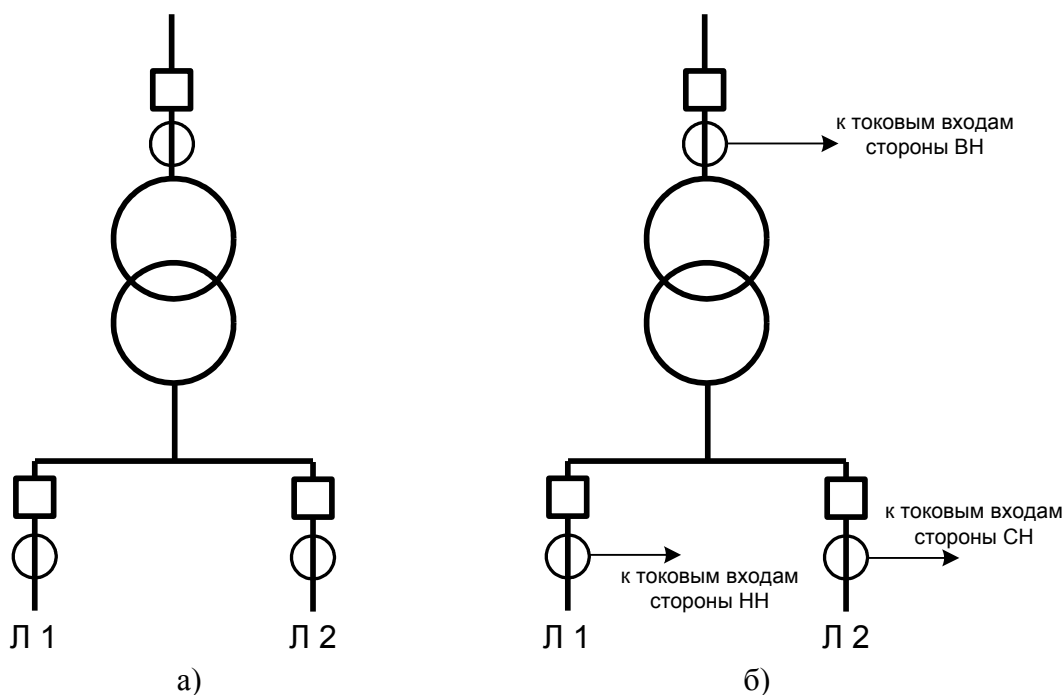 к токовым входам
стороны ВН
к токовым входам
стороны СН
к токовым входам
стороны НН
Л 1
Л 2
Л 1
Л 2
а)
б)